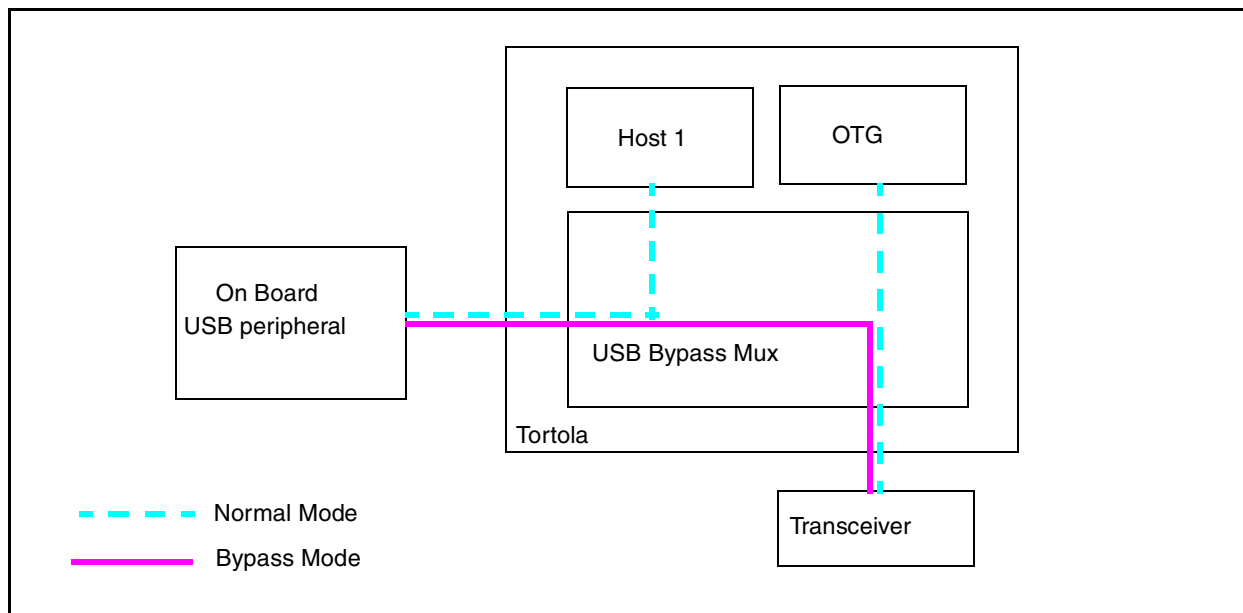 Host 1
OTG
On Board
USB peripheral
USB Bypass Mux
Tortola
Transceiver
Normal Mode
Bypass Mode